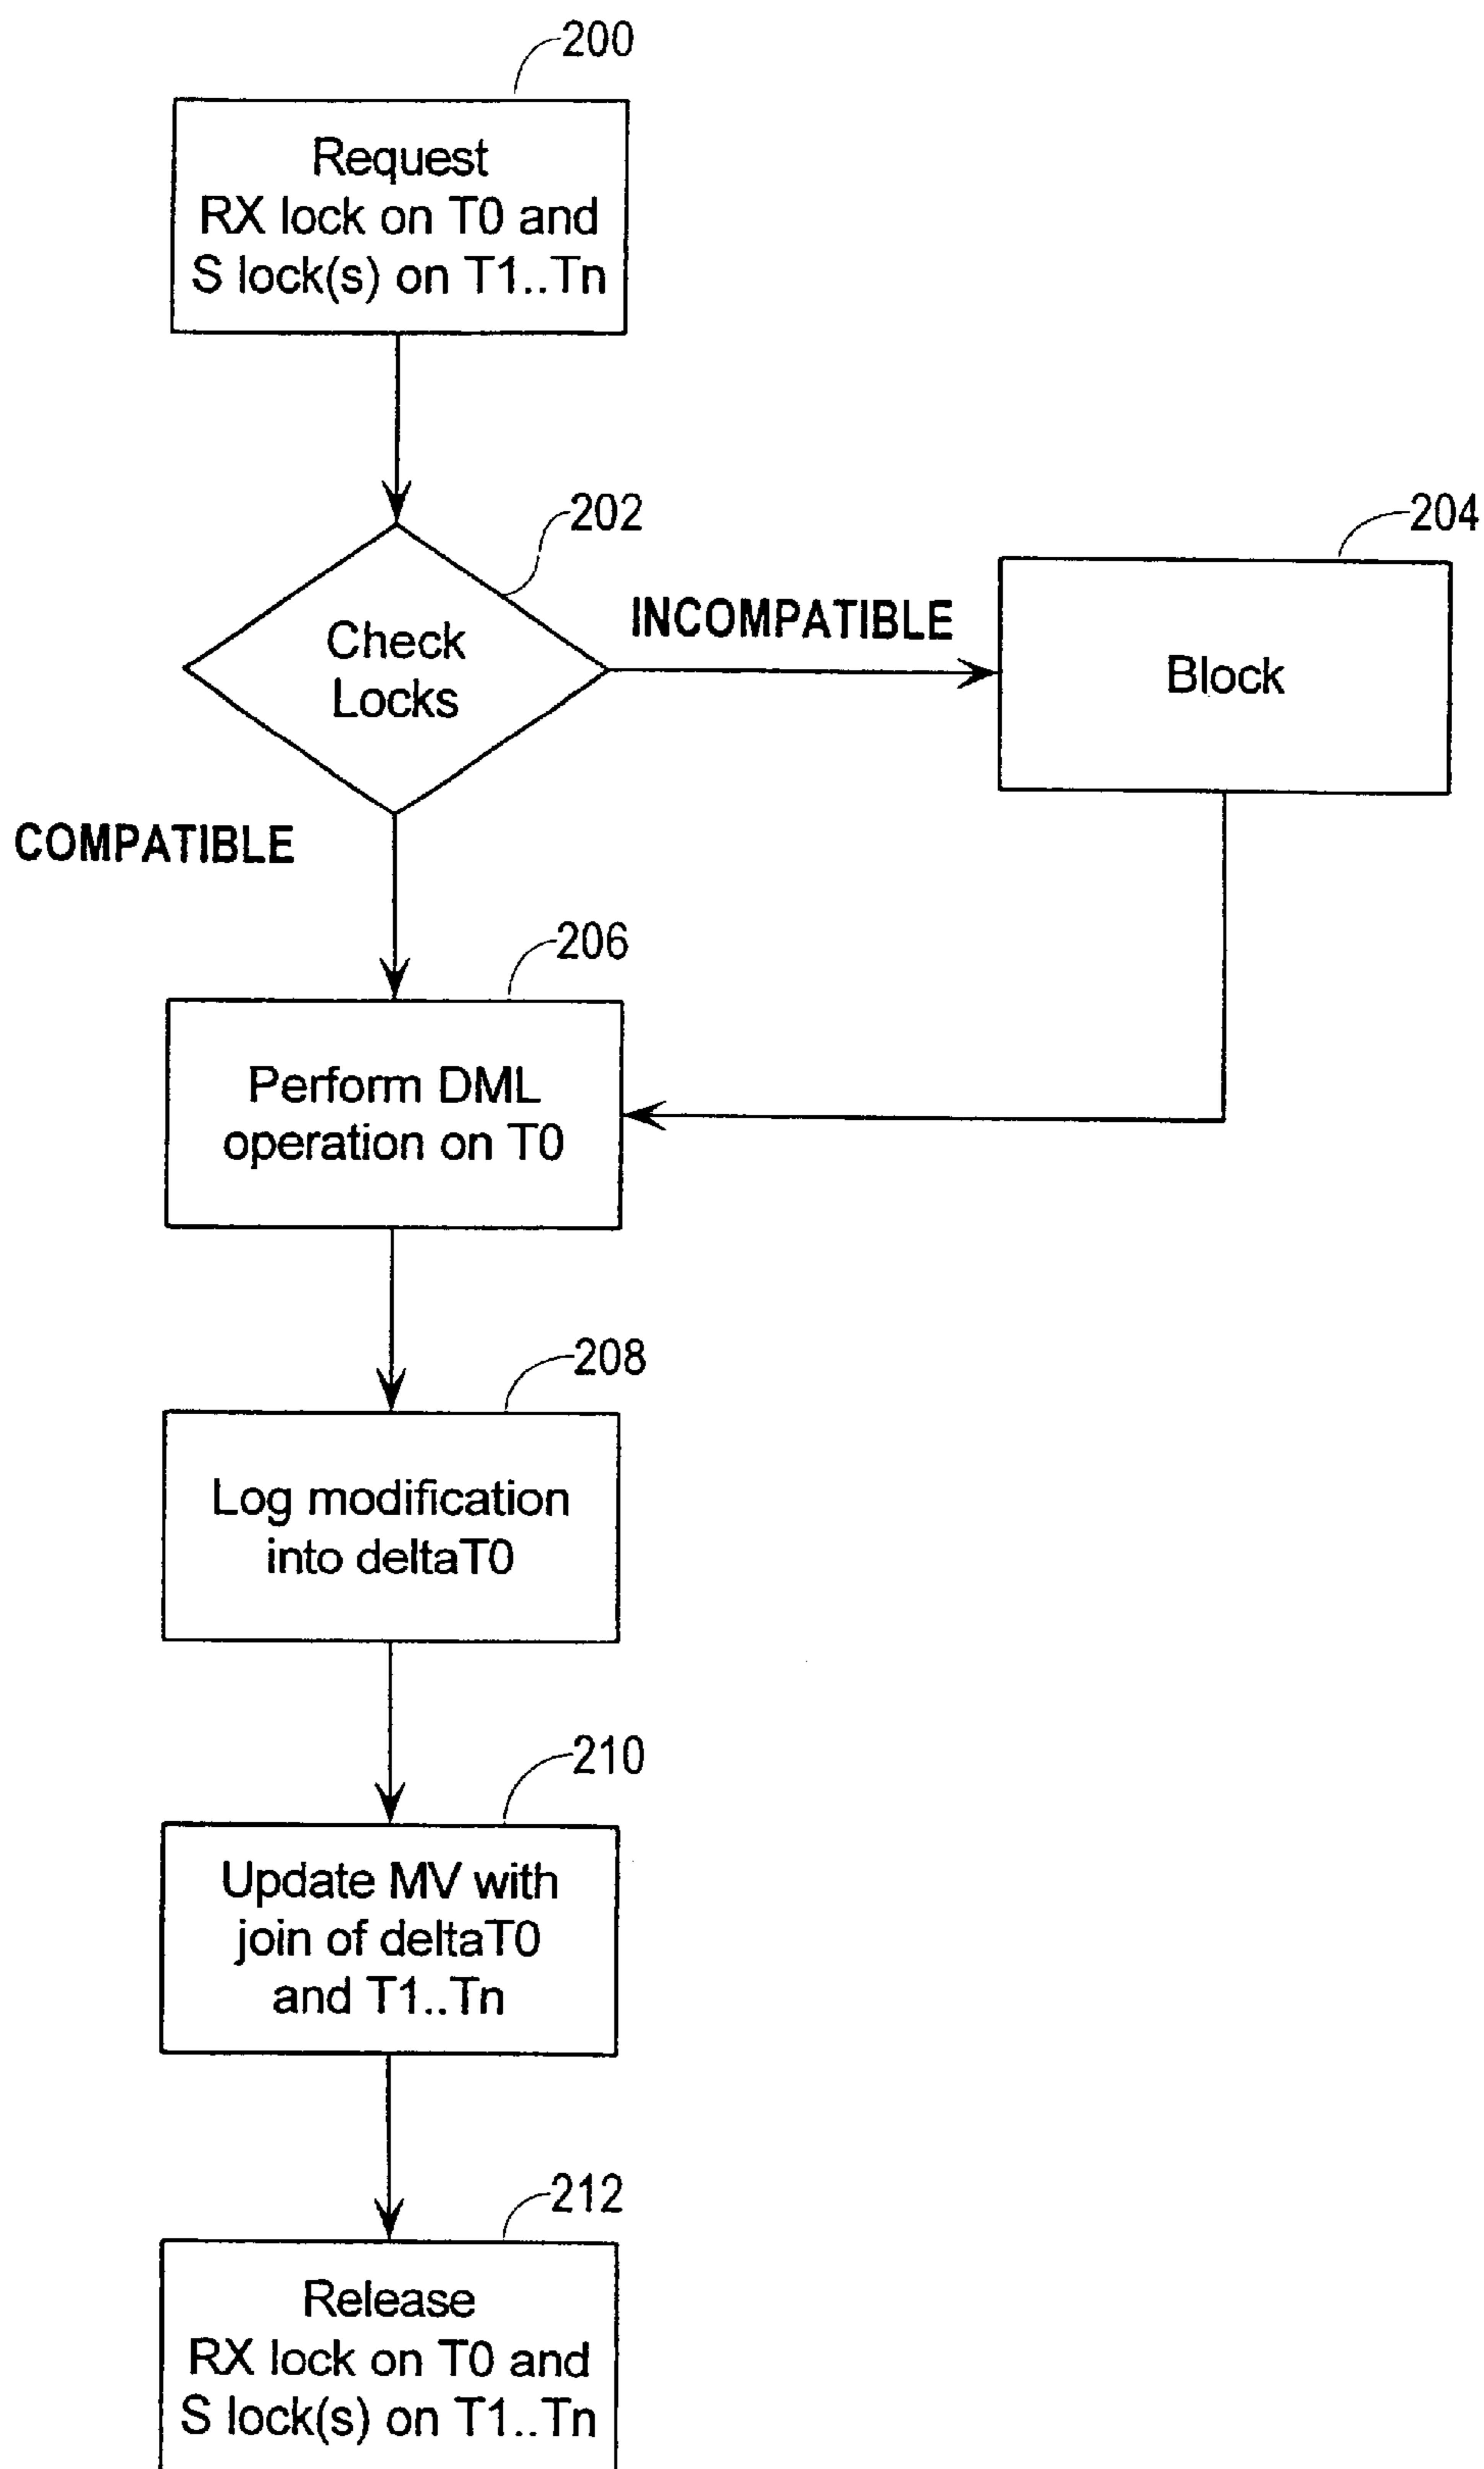 200
Request
RX lock on T0 and
S lock(s) on T1..Tn
202
Check
Locks
INCOMPATIBLE
204
Block
COMPATIBLE
206
Perform DML
operation on T0
208
Log modification
into deltaT0
210
Update MV with
join of deltaT0
and T1..Tn
212
Release
RX lock on T0 and
S lock(s) on T1..Tn